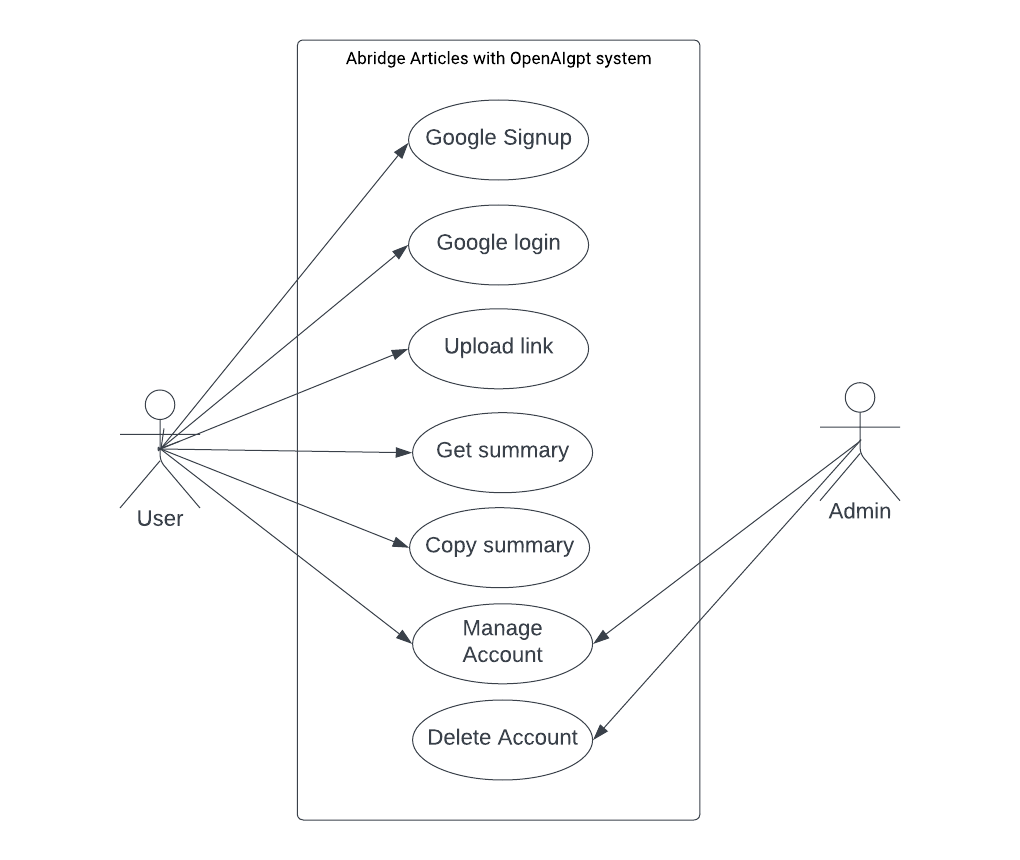 Abridge Articles with OpenAIgpt system
Google Signup
Google login
Upload link
Get summary
Copy summary
Manage
Account
Delete Account
User
Admin